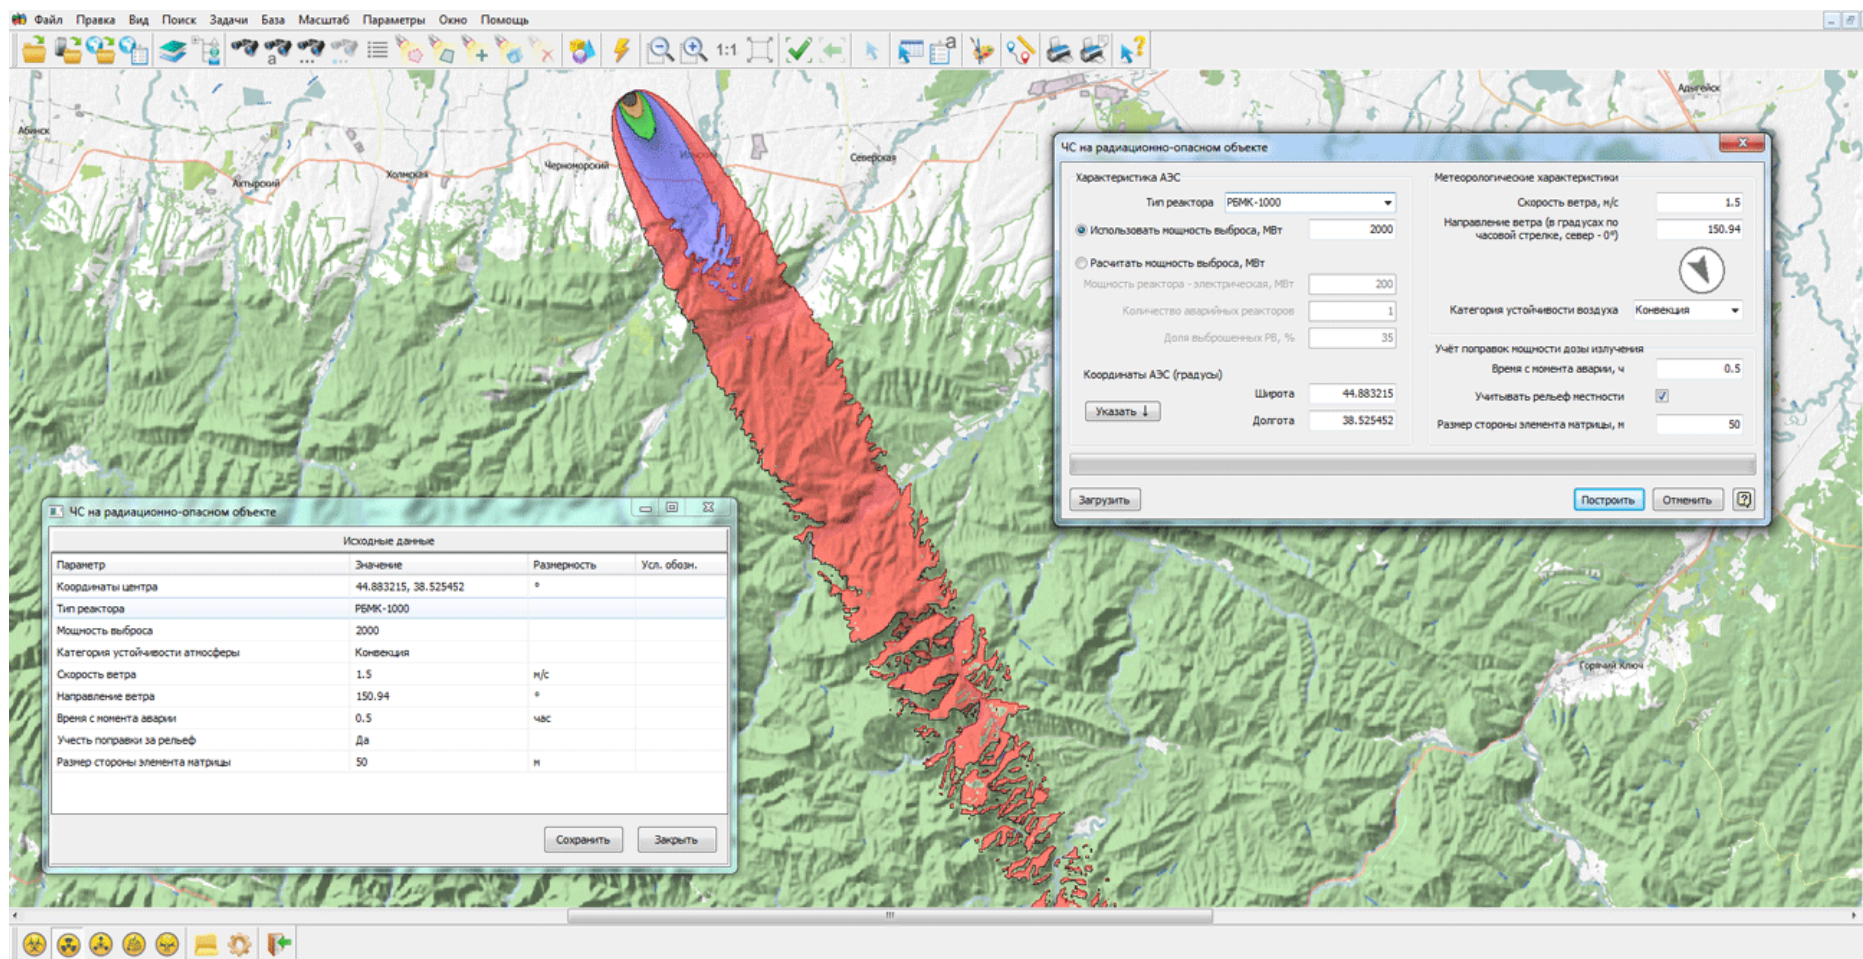 Файл Правка Вид Поиск Задачи База Масштаб Параметры Окно Помощь
a
1:1
a
Адыгейск
Абинск
Северская
Черноморский
Холмская
Ахтырский
ЧС на радиационно-опасном объекте
Характеристика АЭС
Тип реактора РБМК-1000
Использовать мощность выброса, МВт 2000
Расчитать мощность выброса, МВт
Мощность реактора - электрическая, МВт 200
Количество аварийных реакторов 1
Доля выброшенных РВ, % 35
Координаты АЭС (градусы)
Широта 44.883215
Указать ↓
Долгота 38.525452
Метеорологические характеристики
Скорость ветра, м/с 1.5
Направление ветра (в градусах по
часовой стрелке, север - 0°) 150.94
Категория устойчивости воздуха Конвекция
Учёт поправок мощности дозы излучения
Время с момента аварии, ч 0.5
Учитывать рельеф местности
Размер стороны элемента матрицы, м 50
Загрузить Построить Отменить
ЧС на радиационно-опасном объекте
Исходные данные
Параметр Значение Размерность Усл. обозн.
Координаты центра 44.883215, 38.525452 °
Тип реактора РБМК-1000
Мощность выброса 2000
Категория устойчивости атмосферы Конвекция
Скорость ветра 1.5 м/с
Направление ветра 150.94 °
Время с момента аварии 0.5 час
Учесть поправки за рельеф Да
Размер стороны элемента матрицы 50 м
Сохранить Закрыть
Горячий Ключ